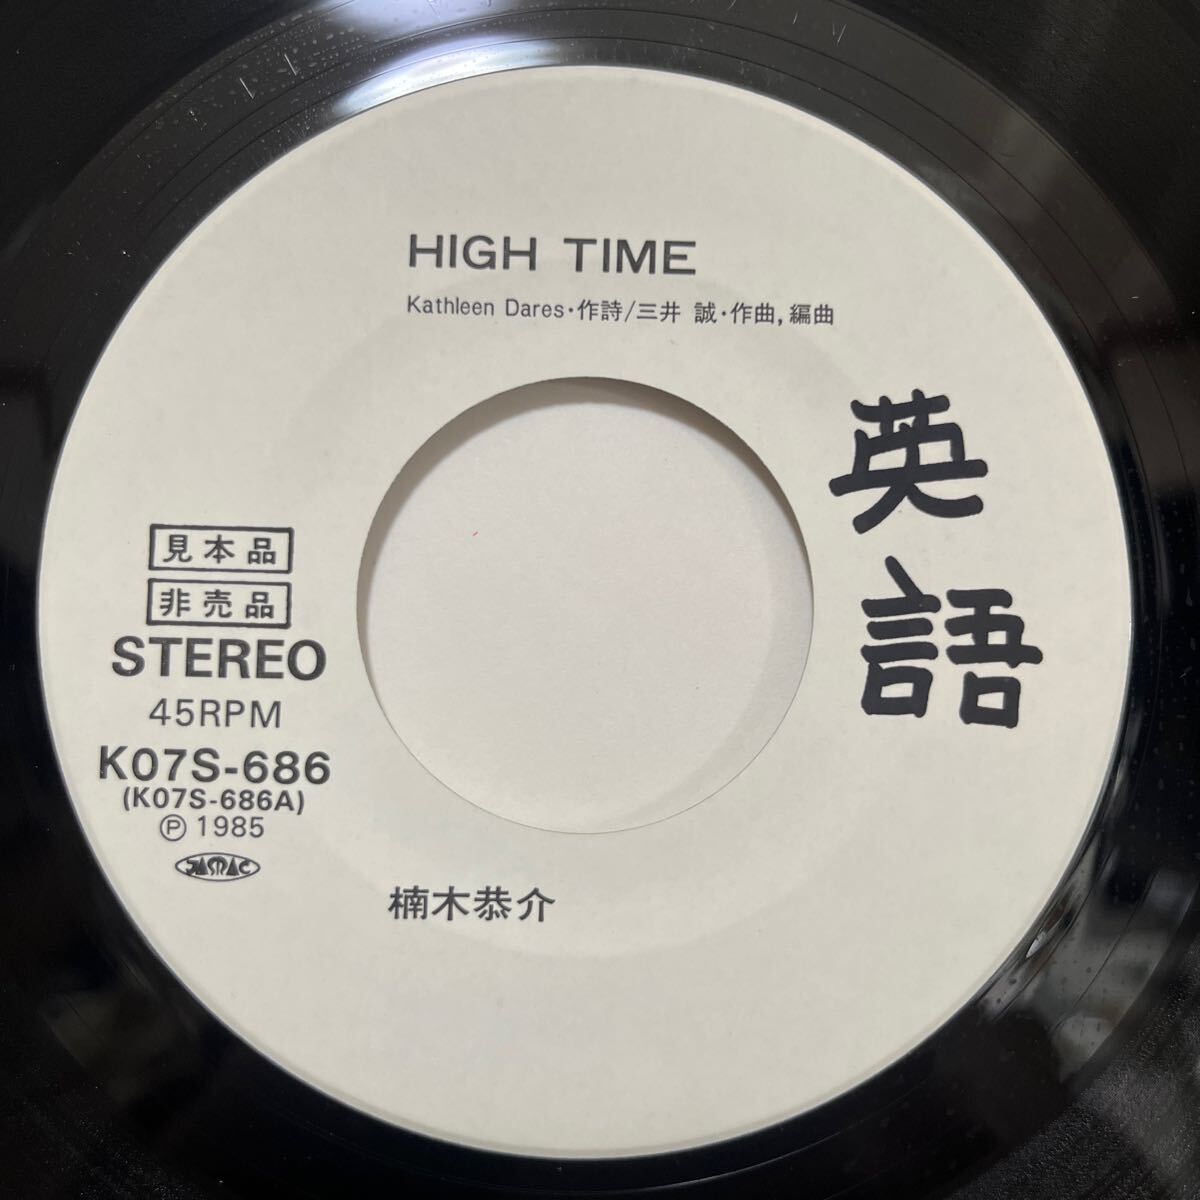 HIGH TIME
Kathleen Dares・作詩/三井 誠・作曲,編曲
英語
見本品
非売品
STEREO
45RPM
K07S-686
(K07S-686A)
Ⓟ 1985
JASRAC
楠木恭介